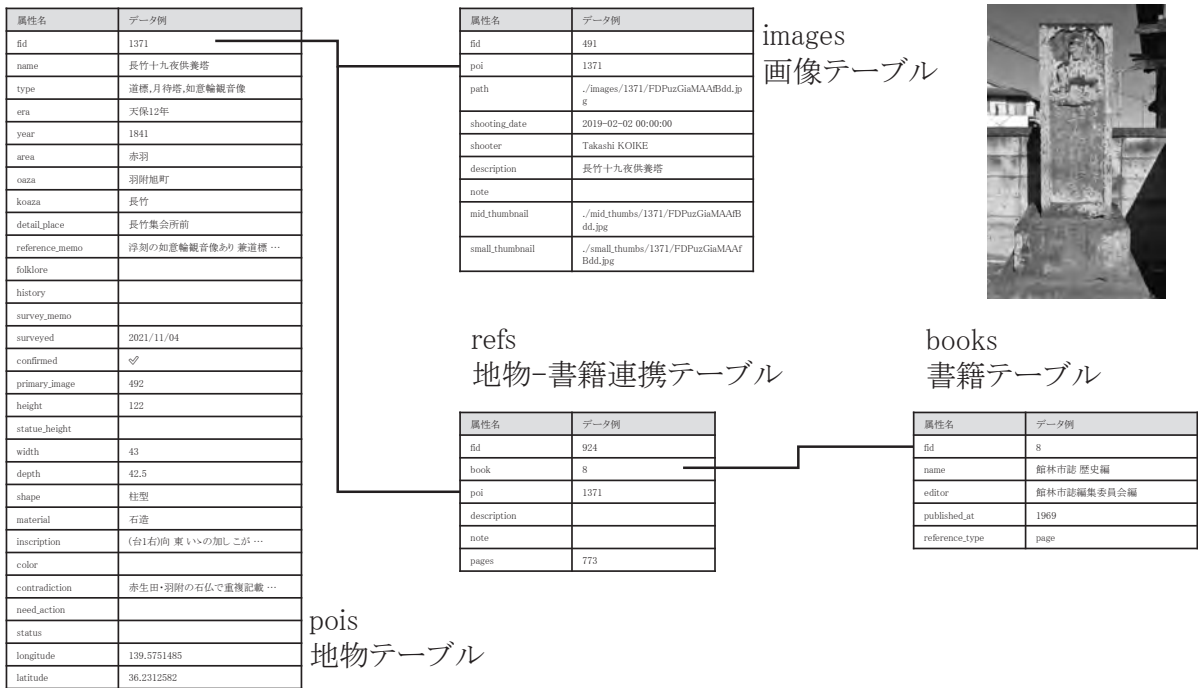 属性名 データ例
fid 1371
name 長竹十九夜供養塔
type 道標,月待塔,如意輪観音像
era 天保12年
year 1841
area 赤羽
oaza 羽附旭町
koaza 長竹
detail_place 長竹集会所前
reference_memo 浮刻の如意輪観音像あり 兼道標 …
folklore
history
survey_memo
surveyed 2021/11/04
confirmed ✓
primary_image 492
height 122
statue_height
width 43
depth 42.5
shape 柱型
material 石造
inscription (台1右)向 東 いゝの加し こが …
color
contradiction 赤生田・羽附の石仏で重複記載 …
need_action
status
longitude 139.5751485
latitude 36.2312582
pois
地物テーブル
属性名 データ例
fid 491
poi 1371
path ./images/1371/FDPuzGiaMAAfBdd.jp
g
shooting_date 2019-02-02 00:00:00
shooter Takashi KOIKE
description 長竹十九夜供養塔
note
mid_thumbnail ./mid_thumbs/1371/FDPuzGiaMAAfB
dd.jpg
small_thumbnail ./small_thumbs/1371/FDPuzGiaMAAf
Bdd.jpg
images
画像テーブル
refs
地物-書籍連携テーブル
属性名 データ例
fid 924
book 8
poi 1371
description
note
pages 773
books
書籍テーブル
属性名 データ例
fid 8
name 館林市誌 歴史編
editor 館林市誌編集委員会編
published_at 1969
reference_type page